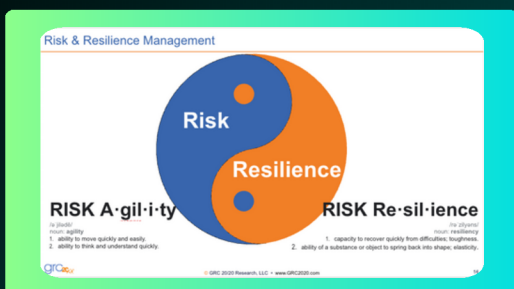 Risk & Resilience Management
Risk
Resilience
RISK A·gil·i·ty
noun: agility
1. ability to move quickly and easily.
2. ability to think and understand quickly.
RISK Re·sil·ience
noun: resiliency
1. capacity to recover quickly from difficulties; toughness.
2. ability of a substance or object to spring back into shape; elasticity.
© GRC 20/20 Research, LLC • www.GRC2020.com